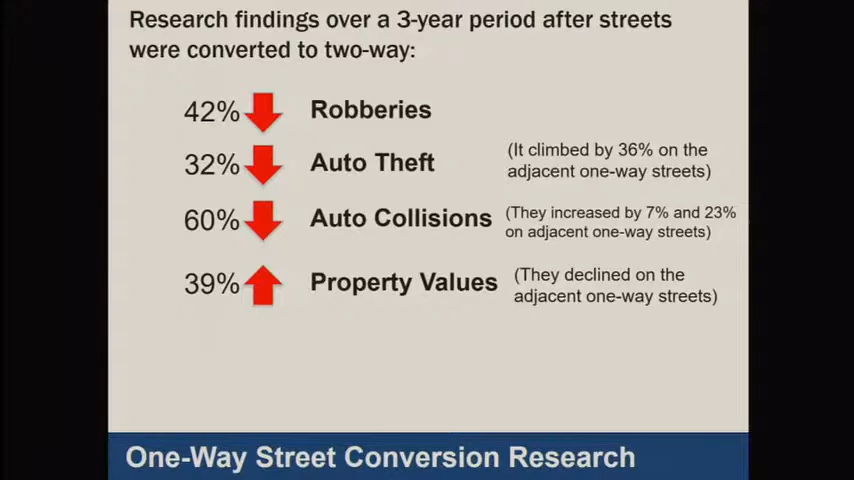 Research findings over a 3-year period after streets
were converted to two-way:
42% Robberies
32% Auto Theft (It climbed by 36% on the
adjacent one-way streets)
60% Auto Collisions (They increased by 7% and 23%
on adjacent one-way streets)
39% Property Values (They declined on the
adjacent one-way streets)
One-Way Street Conversion Research